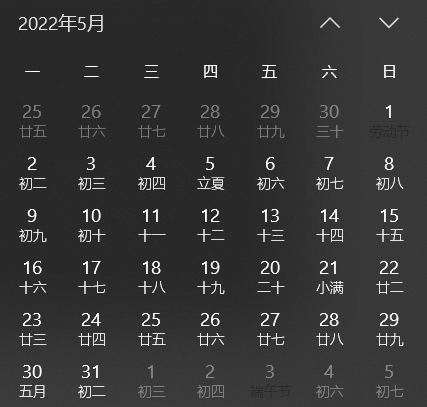 2022年5月
一 二 三 四 五 六 日
25 26 27 28 29 30 1
廿五 廿六 廿七 廿八 廿九 三十 劳动节
2 3 4 5 6 7 8
初二 初三 初四 立夏 初六 初七 初八
9 10 11 12 13 14 15
初九 初十 十一 十二 十三 十四 十五
16 17 18 19 20 21 22
十六 十七 十八 十九 二十 小满 廿二
23 24 25 26 27 28 29
廿三 廿四 廿五 廿六 廿七 廿八 廿九
30 31 1 2 3 4 5
五月 初二 初三 初四 端午节 初六 初七